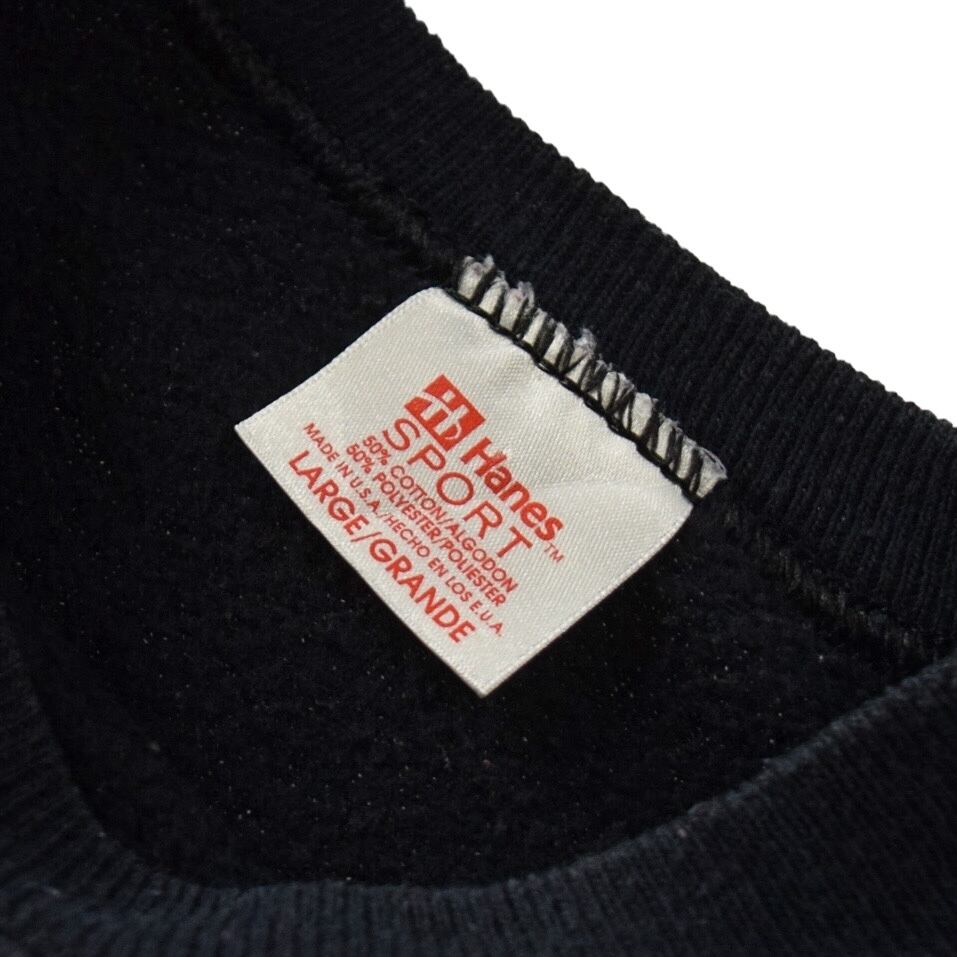 Hanes
SPORT™
50% COTTON/ALGODON
50% POLYESTER/POLIESTER
MADE IN U.S.A./HECHO EN LOS E.U.A.
LARGE/GRANDE